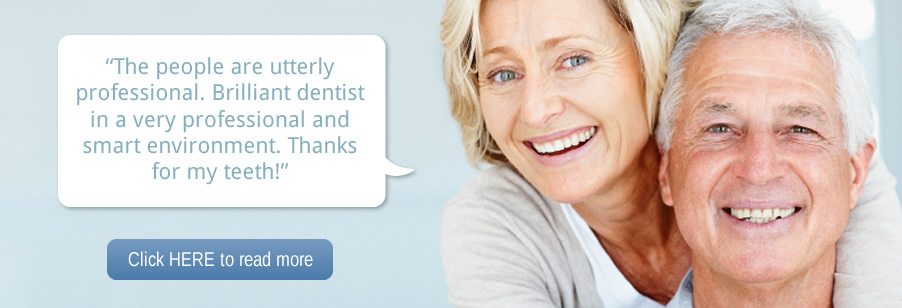 “The people are utterly
professional. Brilliant dentist
in a very professional and
smart environment. Thanks
for my teeth!”
Click HERE to read more